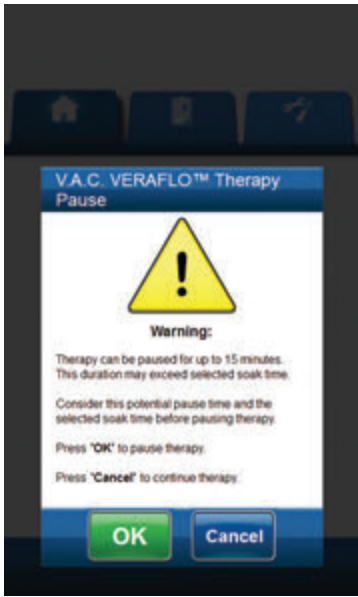 V.A.C. VERAFLO™ Therapy
Pause
!
Warning:
Therapy can be paused for up to 15 minutes.
This duration may exceed selected soak time.
Consider this potential pause time and the
selected soak time before pausing therapy.
Press "OK" to pause therapy.
Press "Cancel" to continue therapy.
OK
Cancel